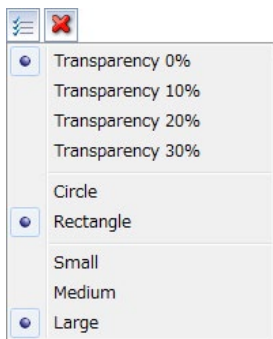 Transparency 0%
Transparency 10%
Transparency 20%
Transparency 30%
Circle
Rectangle
Small
Medium
Large